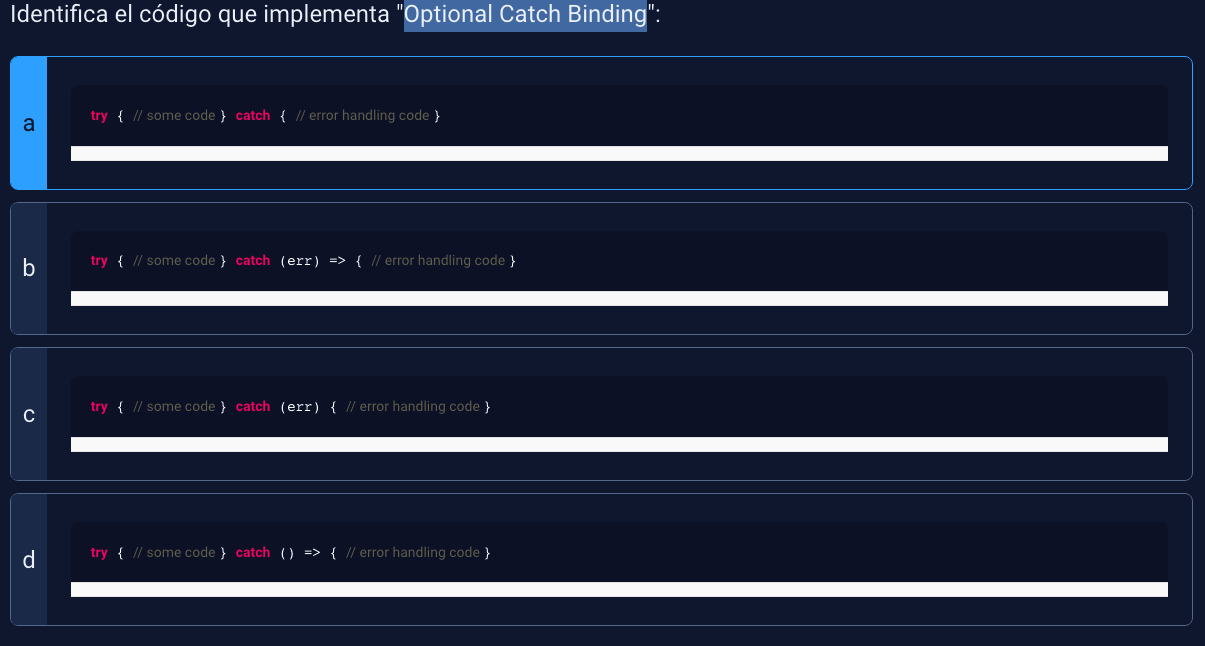 Identifica el código que implementa "Optional Catch Binding":
a
try { // some code } catch { // error handling code }
b
try { // some code } catch (err) => { // error handling code }
c
try { // some code } catch (err) { // error handling code }
d
try { // some code } catch () => { // error handling code }